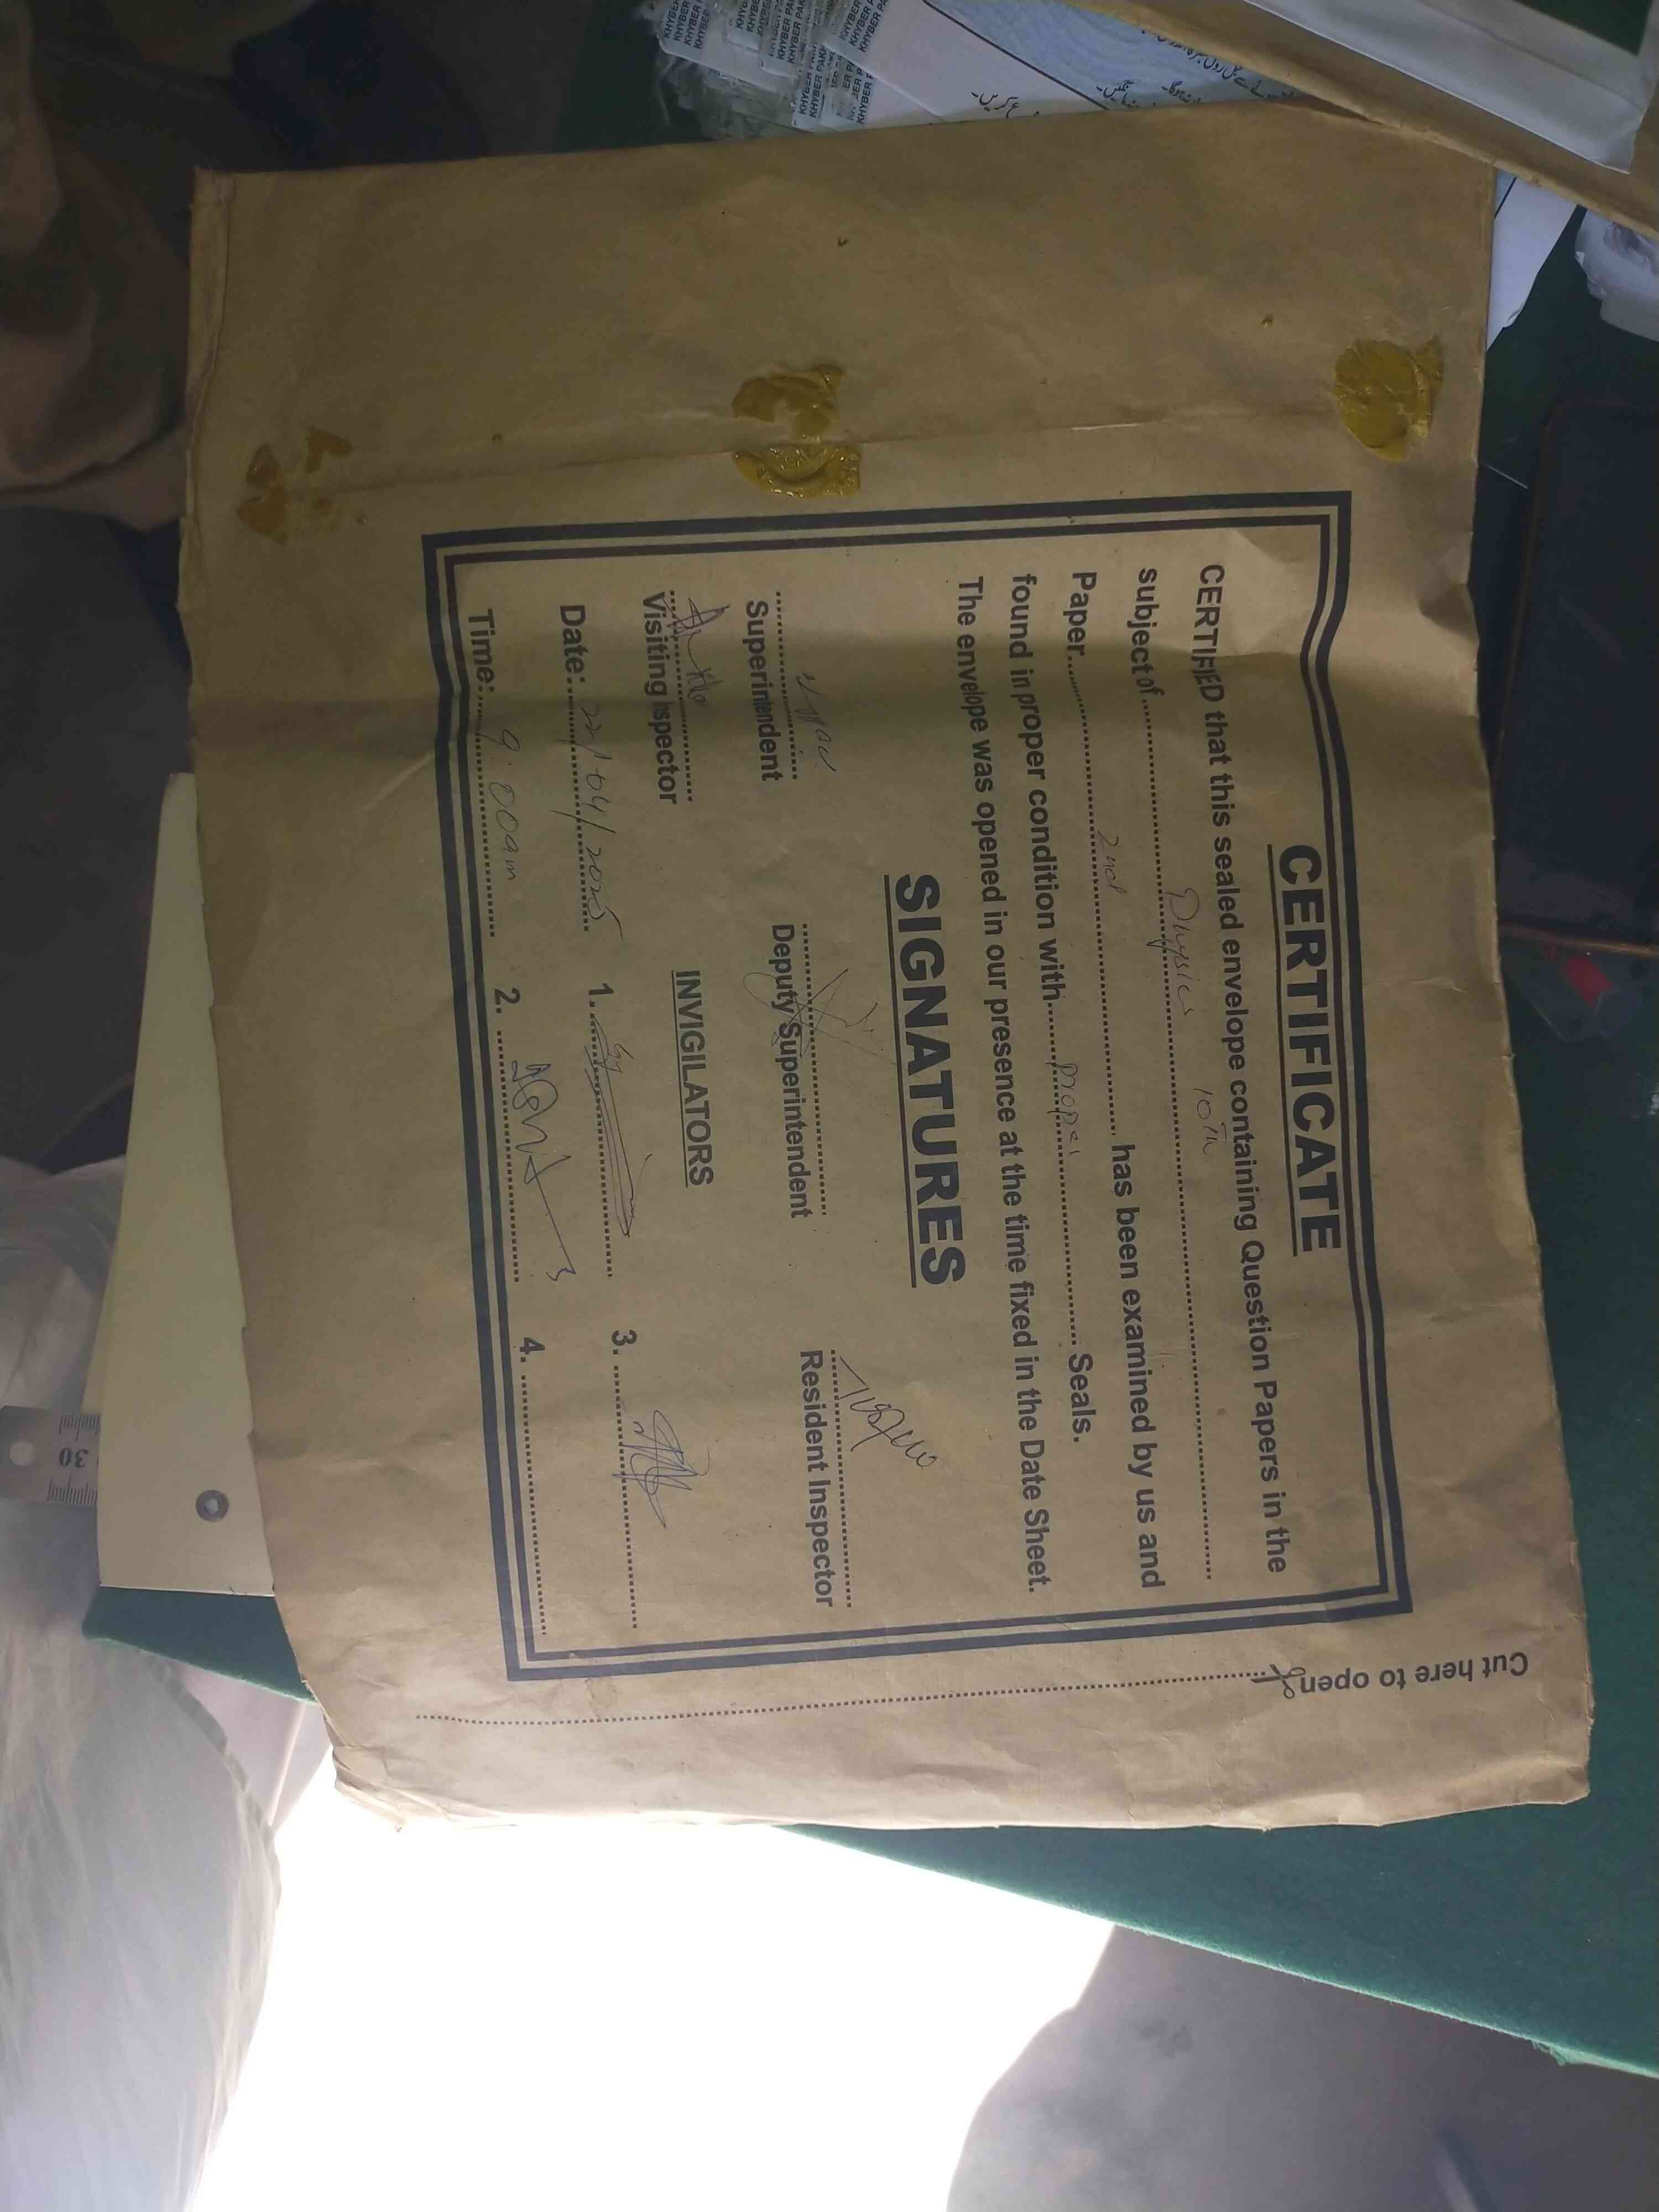 CERTIFICATE
CERTIFIED that this sealed envelope containing Question Papers in the
subject of ........ Physics 10th ........
Paper ........ 2nd ........ has been examined by us and
found in proper condition with ........ proper ........ Seals.
The envelope was opened in our presence at the time fixed in the Date Sheet.
SIGNATURES
Superintendent
Deputy Superintendent
Resident Inspector
Visiting Inspector
INVIGILATORS
Date: 22/04/2025
1.
3.
Time: 9:00am
2.
4.
Cut here to open
KHYBER
30